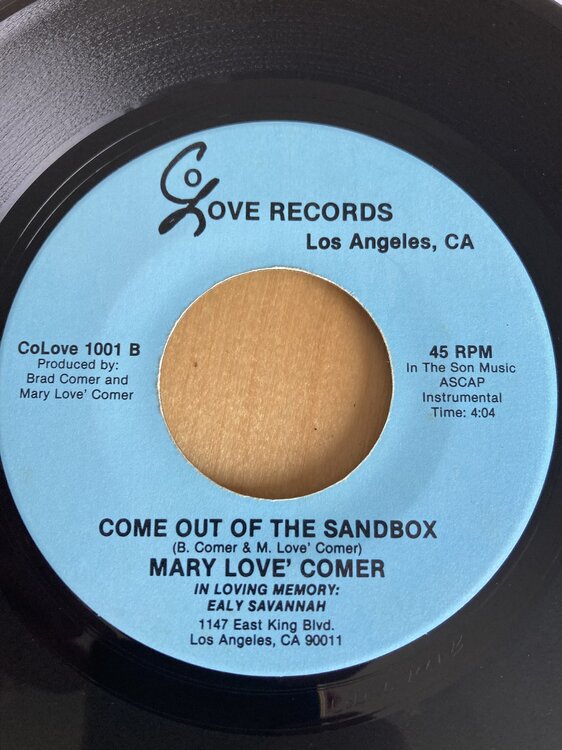 CoLove RECORDS
Los Angeles, CA
CoLove 1001 B
Produced by:
Brad Comer and
Mary Love' Comer
45 RPM
In The Son Music
ASCAP
Instrumental
Time: 4:04
COME OUT OF THE SANDBOX
(B. Comer & M. Love' Comer)
MARY LOVE' COMER
IN LOVING MEMORY:
EALY SAVANNAH
1147 East King Blvd.
Los Angeles, CA 90011